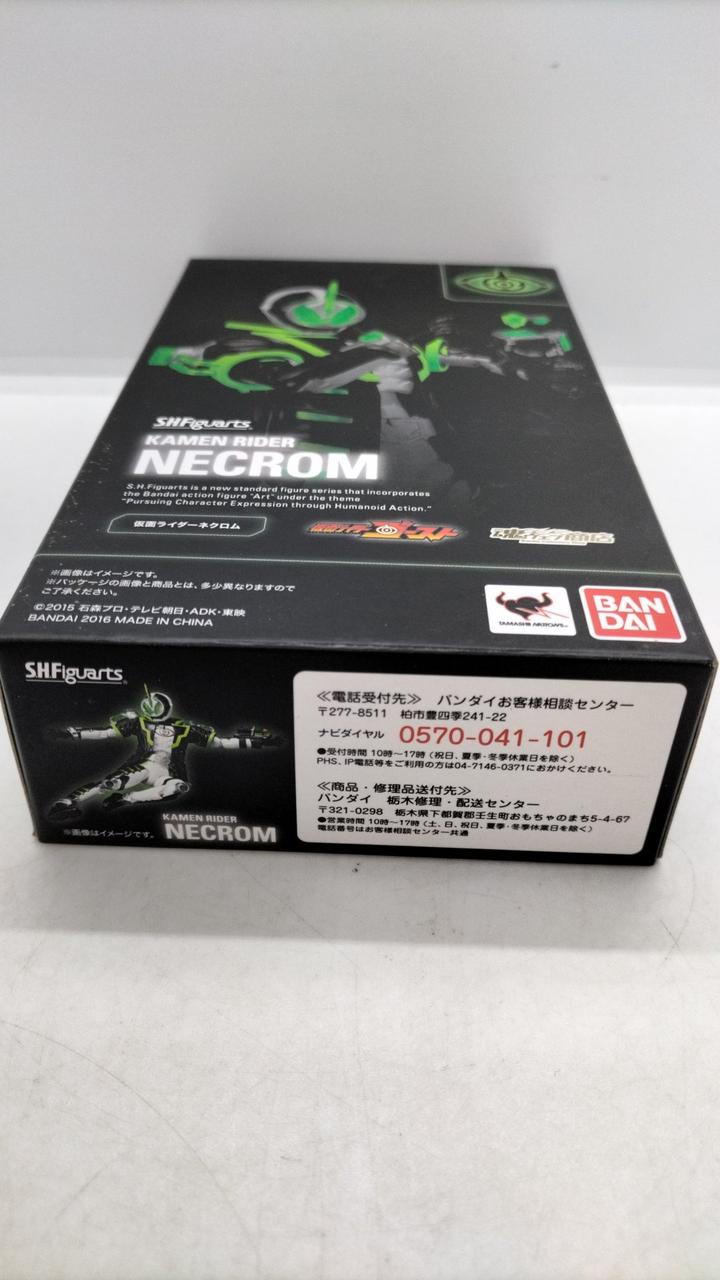 S.H.Figuarts
KAMEN RIDER
NECROM
S.H.Figuarts is a new standard figure series that incorporates
the Bandai action figure "Art" under the theme
"Pursuing Character Expression through Humanoid Action."
仮面ライダーネクロム
仮面ライダーゴースト
魂ウェブ商店
※画像はイメージです。
※パッケージの画像と商品とは、多少異なりますので
ご了承ください。
©2015 石森プロ・テレビ朝日・ADK・東映
BANDAI 2016 MADE IN CHINA
TAMASHII NATIONS
BAN
DAI
S.H.Figuarts
KAMEN RIDER
NECROM
※画像はイメージです。
≪電話受付先≫ バンダイお客様相談センター
〒277-8511 柏市豊四季241-22
ナビダイヤル 0570-041-101
●受付時間 10時〜17時(祝日、夏季・冬季休業日を除く)
PHS、IP電話等をご利用の方は04-7146-0371におかけください。
≪商品・修理品送付先≫
バンダイ 栃木修理・配送センター
〒321-0298 栃木県下都賀郡壬生町おもちゃのまち5-4-67
●営業時間 10時〜17時(土、日、祝日、夏季・冬季休業日を除く)
電話番号はお客様相談センター共通